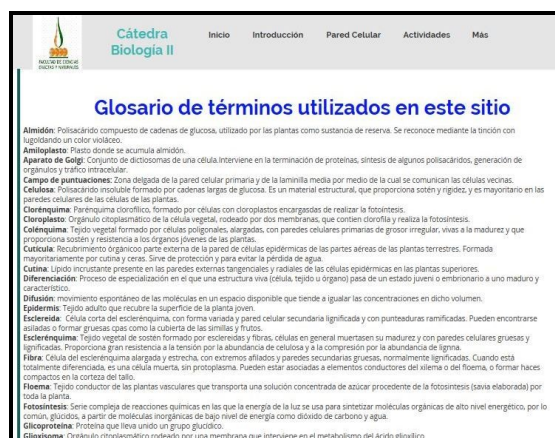 FACULTAD DE CIENCIAS
EXACTAS Y NATURALES
Cátedra
Biología II
Inicio Introducción Pared Celular Actividades Más
Glosario de términos utilizados en este sitio
Almidón: Polisacárido compuesto de cadenas de glucosa, utilizado por las plantas como sustancia de reserva. Se reconoce mediante la tinción con
lugoldando un color violáceo.
Amiloplasto: Plasto donde se acumula almidón.
Aparato de Golgi: Conjunto de dictiosomas de una célula.Interviene en la terminación de proteínas, síntesis de algunos polisacáridos, generación de
orgánulos y tráfico intracelular.
Campo de puntuaciones: Zona delgada de la pared celular primaria y de la laminilla media por medio de la cual se comunican las células vecinas.
Celulosa: Polisacárido insoluble formado por cadenas largas de glucosa. Es un material estructural, que proporciona sotén y rigidez, y es mayoritario en las
paredes celulares de las células de las plantas.
Clorénquima: Parénquima clorofílico, formado por células con cloroplastos encargasdas de realizar la fotointesis.
Cloroplasto: Orgánulo citoplasmático de la célula vegetal, rodeado por dos membranas, que contien clorofila y realiza la fotosíntesis.
Colénquima: Tejido vegetal formado por células poligonales, alargadas, con paredes celulares primarias de grosor irregular, vivas a la madurez y que
proporciona sostén y resistencia a los órganos jóvenes de las plantas.
Cutícula: Recubrimiento orgánico parte externa de la pared de células epidérmicas de las partes aéreas de las plantas terrestres. Formada
mayoritariamente por cutina y ceras. Sirve de protección y para evitar la pérdida de agua.
Cutina: Lípido incrustante presente en las paredes externas tangenciales y radiales de las células epidérmicas en las plantas superiores.
Diferenciación: Proceso de especialización en el que una estructura viva (célula, tejido u órgano) pasa de un estado juveni o embrionario a uno maduro y
característico.
Difusión: movimiento espontáneo de las moléculas en un espacio disponible que tiende a igualar las concentraciones en dicho volumen.
Epidermis: Tejido adulto que recubre la superficie de la planta joven.
Esclereida: Célula corta del esclerénquima, con forma variada y pared celular secundaria lignificada y con punteaduras ramificadas. Pueden encontrarse
asiladas o formar gruesas cpas como la cubierta de las simillas y frutos.
Esclerénquima: Tejido vegetal de sostén formado por esclereidas y fibras, células en general muertasen su madurez y con paredes celulares gruesas y
lignificadas. Proporciona gran resistencia a la tensión por la abundancia de celulosa y a la compresión por la abundancia de lignna.
Fibra: Célula del esclerénquima alargada y estrecha, con extremos afilados y paredes secundarias gruesas, normalmente lignificadas. Cuando está
totalmente diferenciada, es una célula muerta, sin protoplasma. Pueden estar asociadas a elementos conductores del xilema o del floema, o formar haces
compactos en la corteza del tallo.
Floema: Tejido conductor de las plantas vasculares que transporta una solución concentrada de azúcar procedente de la fotosíntesis (savia elaborada) por
toda la planta.
Fotosíntesis: Serie compleja de reacciones químicas en las que la energía de la luz se usa para sintetizar moléculas orgánicas de alto nivel energético, por lo
común, glúcidos, a partir de moléculas inorgánicas de bajo nivel de energía como dióxido de carbono y agua.
Glicoproteína: Proteína que lleva unido un grupo glucídico.
Glioxisoma: Orgánulo citoplasmático rodeado por una membrana que interviene en el metabolismo del ácido glioxílico.